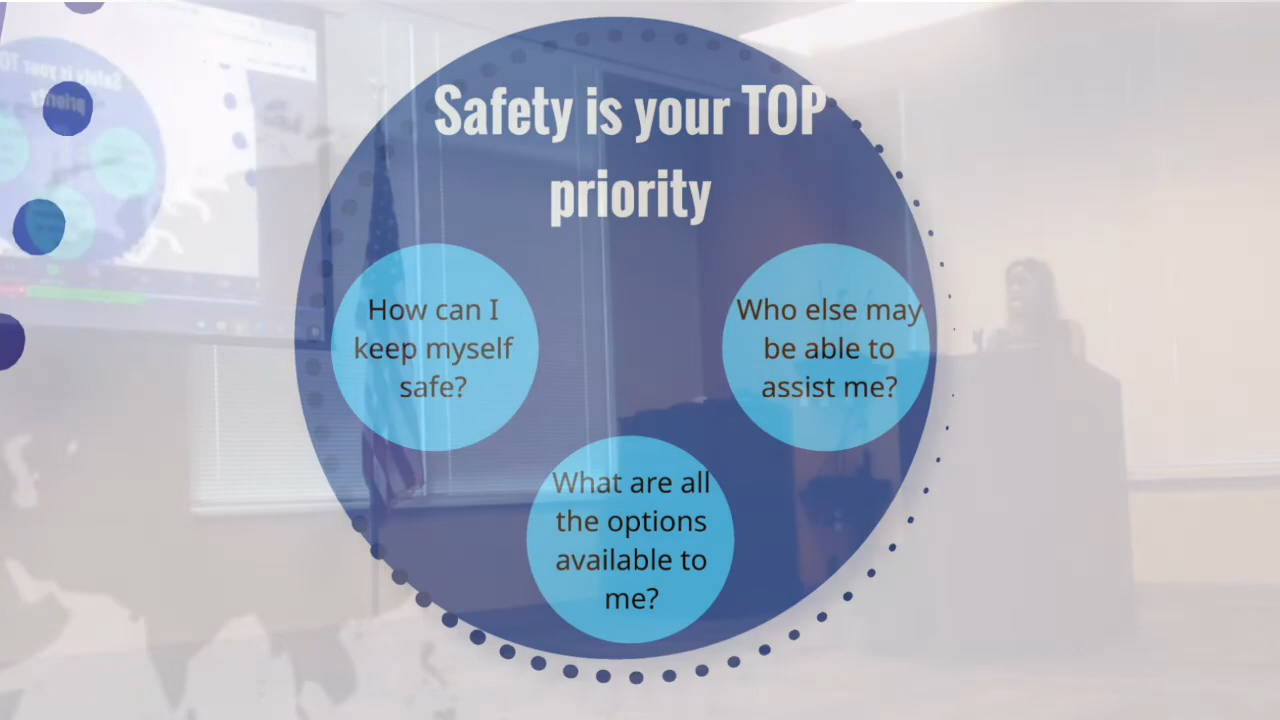 Safety is your TOP
priority
How can I
keep myself
safe?
Who else may
be able to
assist me?
What are all
the options
available to
me?